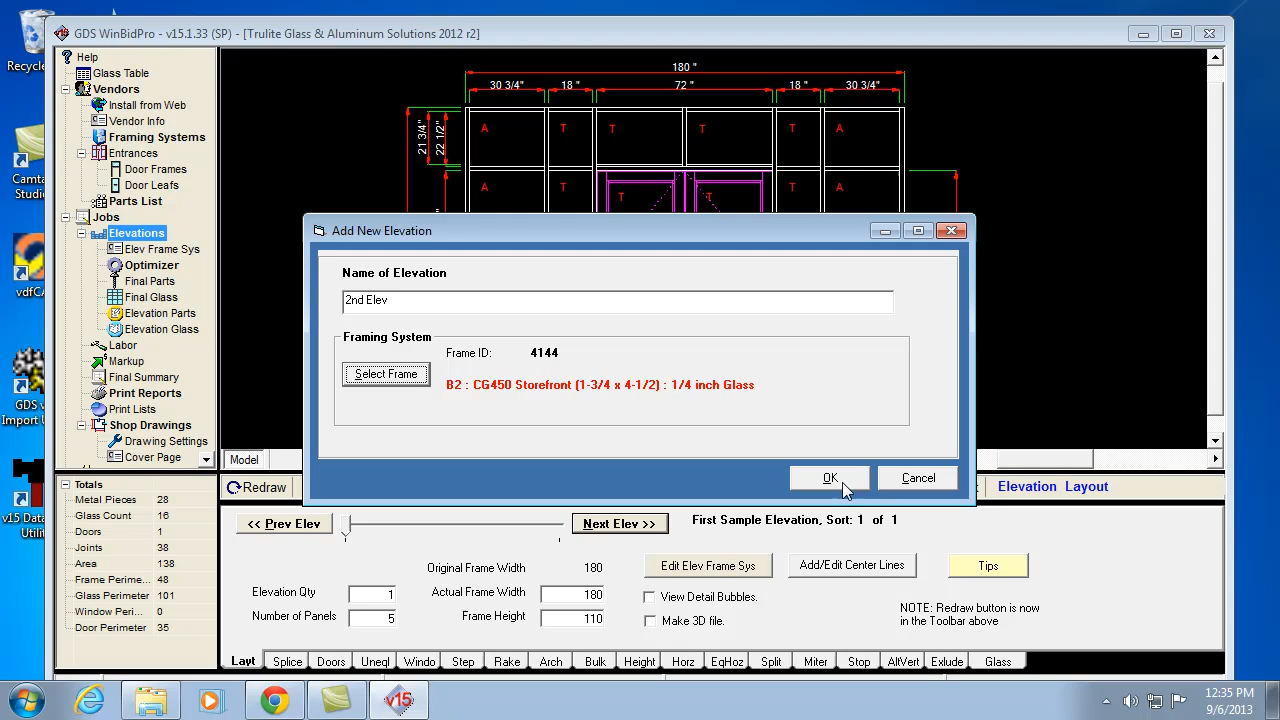 Recycle
GDS WinBidPro - v15.1.33 (SP) - [Trulite Glass & Aluminum Solutions 2012 r2]
Help
Glass Table
Vendors
Install from Web
Vendor Info
Framing Systems
Entrances
Door Frames
Door Leafs
Parts List
Jobs
Elevations
Elev Frame Sys
Optimizer
Final Parts
Final Glass
Elevation Parts
Elevation Glass
Labor
Markup
Final Summary
Print Reports
Print Lists
Shop Drawings
Drawing Settings
Cover Page
Camta
Studio
vdfCA
GDS v
Import U
v15 Data
Utilit
180 "
30 3/4" 18 " 72 " 18 " 30 3/4"
21 3/4" 22 1/2"
A T T T T A
A T T T T A
Add New Elevation
Name of Elevation
2nd Elev
Framing System
Frame ID: 4144
Select Frame
B2 : CG450 Storefront (1-3/4 x 4-1/2) : 1/4 inch Glass
OK Cancel
Model
Redraw
Elevation Layout
Totals
Metal Pieces 28
Glass Count 16
Doors 1
Joints 38
Area 138
Frame Perime... 48
Glass Perimeter 101
Window Peri... 0
Door Perimeter 35
<< Prev Elev Next Elev >> First Sample Elevation, Sort: 1 of 1
Original Frame Width 180
Elevation Qty 1 Actual Frame Width 180
Number of Panels 5 Frame Height 110
Edit Elev Frame Sys Add/Edit Center Lines Tips
View Detail Bubbles.
Make 3D file.
NOTE: Redraw button is now
in the Toolbar above
Layt Splice Doors Uneql Windo Step Rake Arch Bulk Height Horz EqHoz Split Miter Stop AltVert Exlude Glass
v15
12:35 PM
9/6/2013